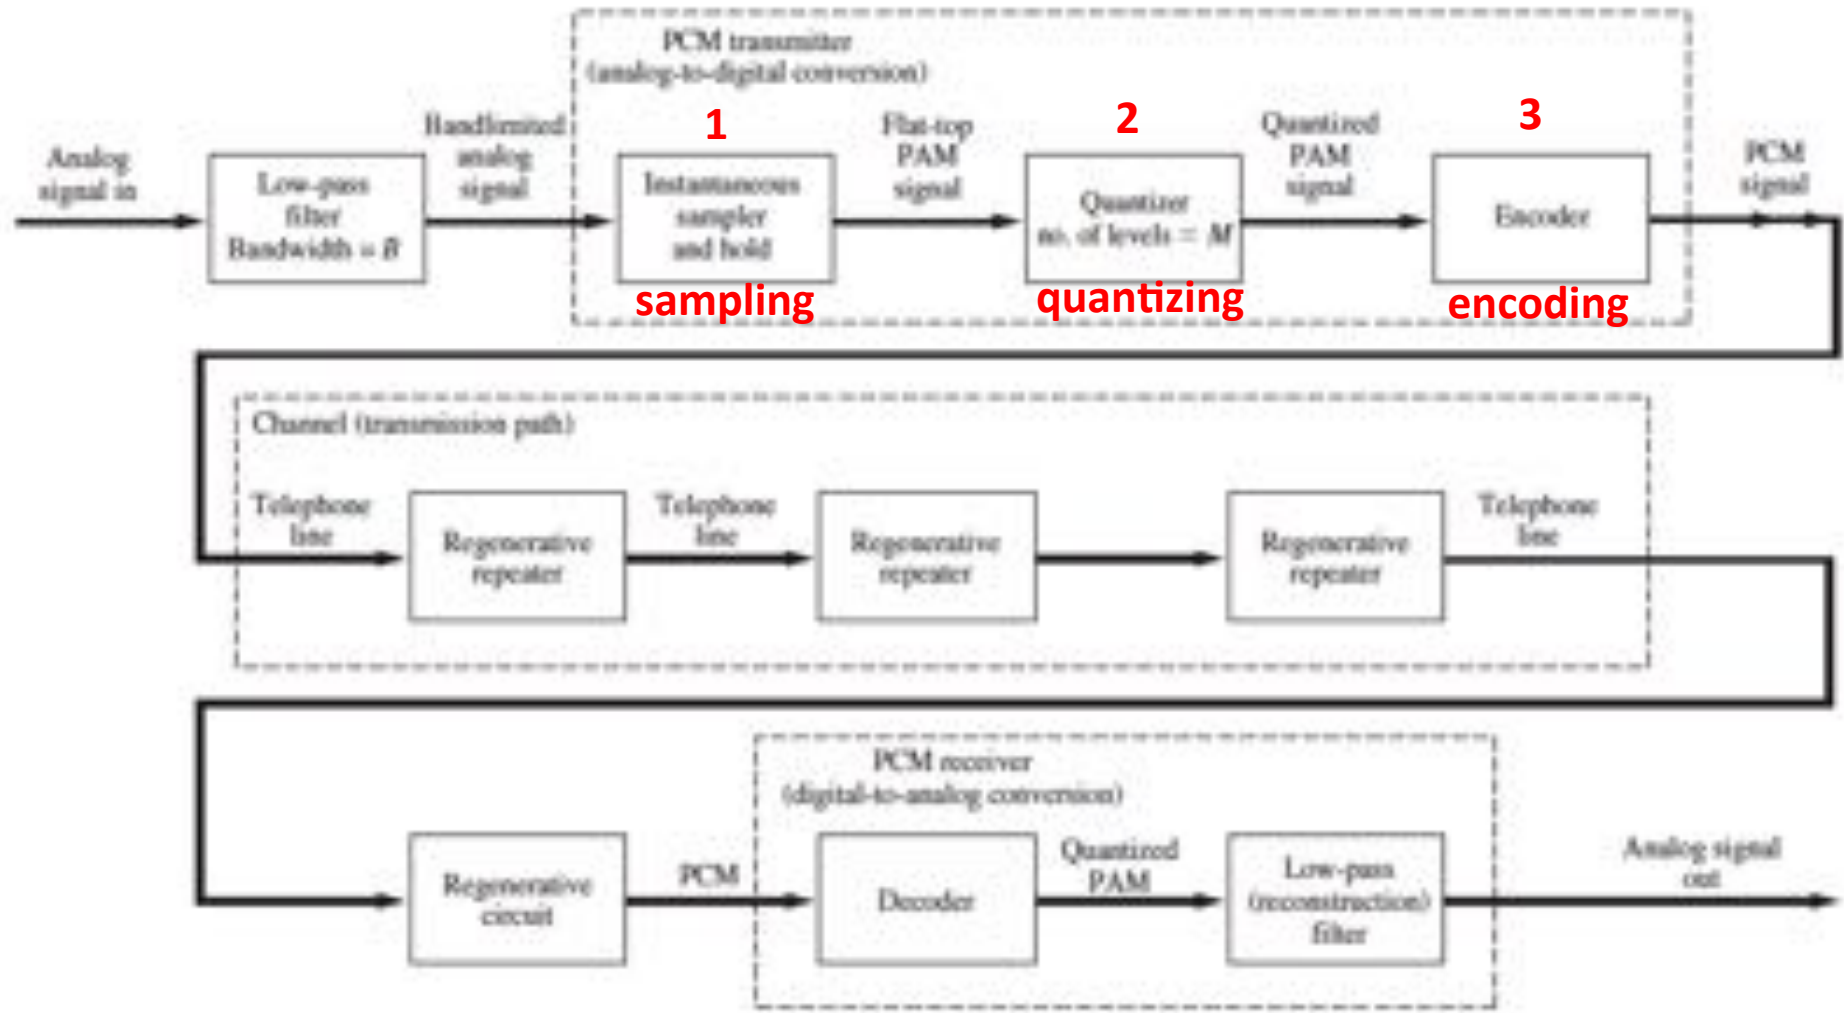 PCM transmitter
(analog-to-digital conversion)
Analog
signal in
Low-pass
filter
Bandwidth = B
Bandlimited
analog
signal
1
Instantaneous
sampler
and hold
sampling
Flat-top
PAM
signal
2
Quantizer
no. of levels = M
quantizing
Quantized
PAM
signal
3
Encoder
encoding
PCM
signal
Channel (transmission path)
Telephone
line
Regenerative
repeater
Telephone
line
Regenerative
repeater
Regenerative
repeater
Telephone
line
PCM receiver
(digital-to-analog conversion)
Regenerative
circuit
PCM
Decoder
Quantized
PAM
Low-pass
(reconstruction)
filter
Analog signal
out